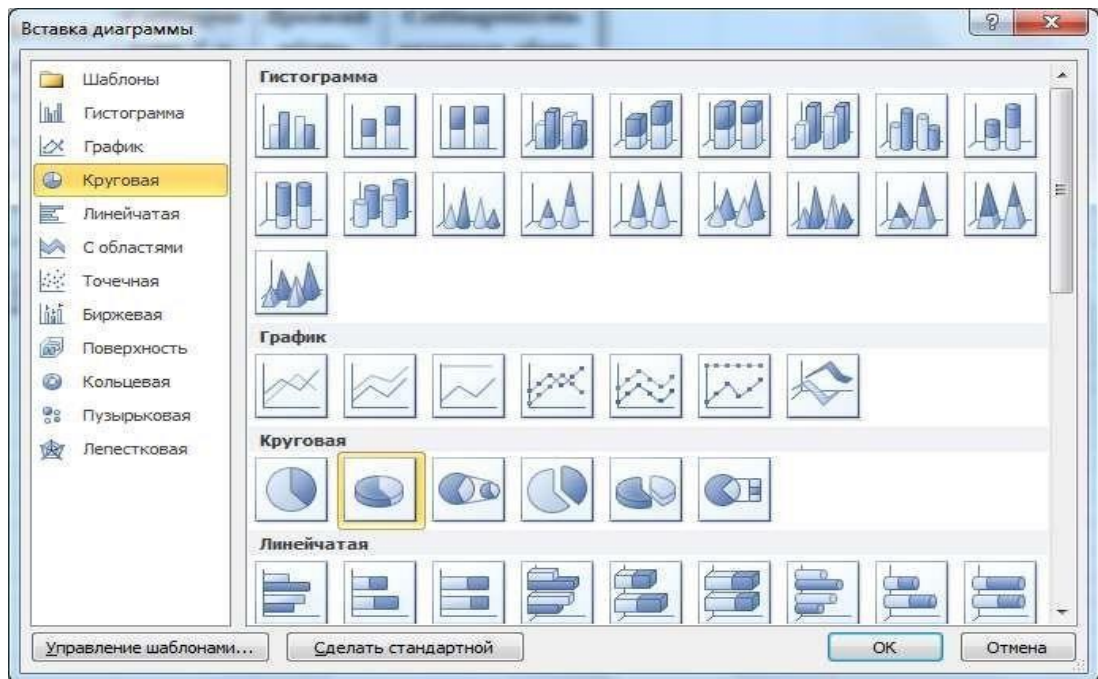 Вставка диаграммы
Шаблоны
Гистограмма
График
Круговая
Линейчатая
С областями
Точечная
Биржевая
Поверхность
Кольцевая
Пузырьковая
Лепестковая
Гистограмма
График
Круговая
Линейчатая
Управление шаблонами...
Сделать стандартной
ОК
Отмена